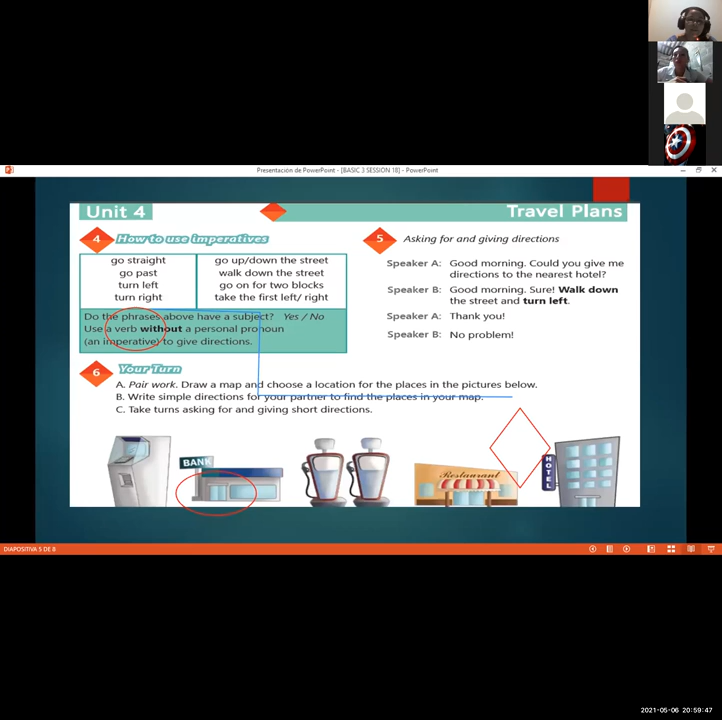 Presentación de PowerPoint - [BASIC 3 SESSION 18] - PowerPoint
Unit 4
Travel Plans
4 How to use imperatives
go straight
go past
turn left
turn right
go up/down the street
walk down the street
go on for two blocks
take the first left/ right
Do the phrases above have a subject? Yes / No
Use a verb without a personal pronoun
(an imperative) to give directions.
5 Asking for and giving directions
Speaker A: Good morning. Could you give me
directions to the nearest hotel?
Speaker B: Good morning. Sure! Walk down
the street and turn left.
Speaker A: Thank you!
Speaker B: No problem!
6 Your Turn
A. Pair work. Draw a map and choose a location for the places in the pictures below.
B. Write simple directions for your partner to find the places in your map.
C. Take turns asking for and giving short directions.
BANK
Restaurant
HOTEL
DIAPOSITIVA 5 DE 8
2021-05-06 20:59:47